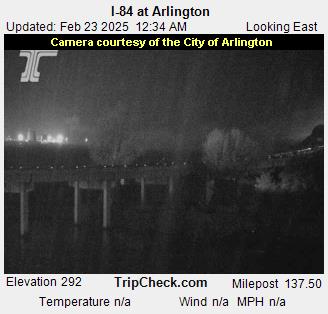 I-84 at Arlington
Updated: Feb 23 2025 12:34 AM Looking East
Camera courtesy of the City of Arlington
Elevation 292 TripCheck.com Milepost 137.50
Temperature n/a Wind n/a MPH n/a